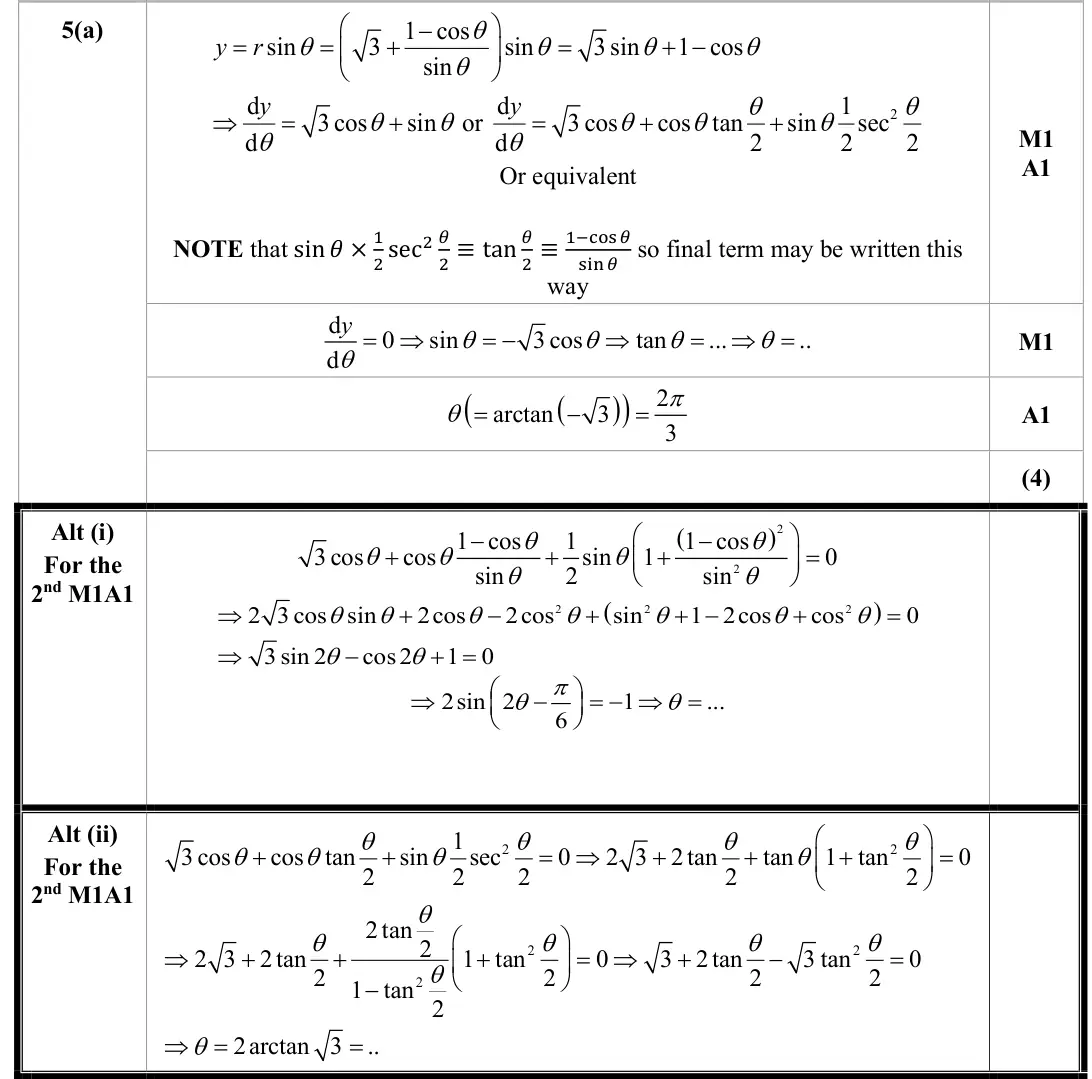 5(a)
y = r sin θ = (√3 + (1 − cos θ)/(sin θ)) sin θ = √3 sin θ + 1 − cos θ
⇒ dy/dθ = √3 cos θ + sin θ or dy/dθ = √3 cos θ + cos θ tan θ/2 + sin θ 1/2 sec² θ/2
Or equivalent
M1
A1
NOTE that sin θ × 1/2 sec² θ/2 ≡ tan θ/2 ≡ (1−cos θ)/(sin θ) so final term may be written this
way
dy/dθ = 0 ⇒ sin θ = −√3 cos θ ⇒ tan θ = ... ⇒ θ = ..
M1
θ(= arctan(−√3)) = 2π/3
A1
(4)
Alt (i)
For the
2nd M1A1
√3 cos θ + cos θ (1 − cos θ)/(sin θ) + 1/2 sin θ (1 + (1 − cos θ)²/(sin² θ)) = 0
⇒ 2√3 cos θ sin θ + 2 cos θ − 2 cos² θ + (sin² θ + 1 − 2 cos θ + cos² θ) = 0
⇒ √3 sin 2θ − cos 2θ + 1 = 0
⇒ 2 sin(2θ − π/6) = −1 ⇒ θ = ...
Alt (ii)
For the
2nd M1A1
√3 cos θ + cos θ tan θ/2 + sin θ 1/2 sec² θ/2 = 0 ⇒ 2√3 + 2 tan θ/2 + tan θ (1 + tan² θ/2) = 0
⇒ 2√3 + 2 tan θ/2 + (2 tan θ/2)/(1 − tan² θ/2) (1 + tan² θ/2) = 0 ⇒ √3 + 2 tan θ/2 − √3 tan² θ/2 = 0
⇒ θ = 2 arctan √3 = ..